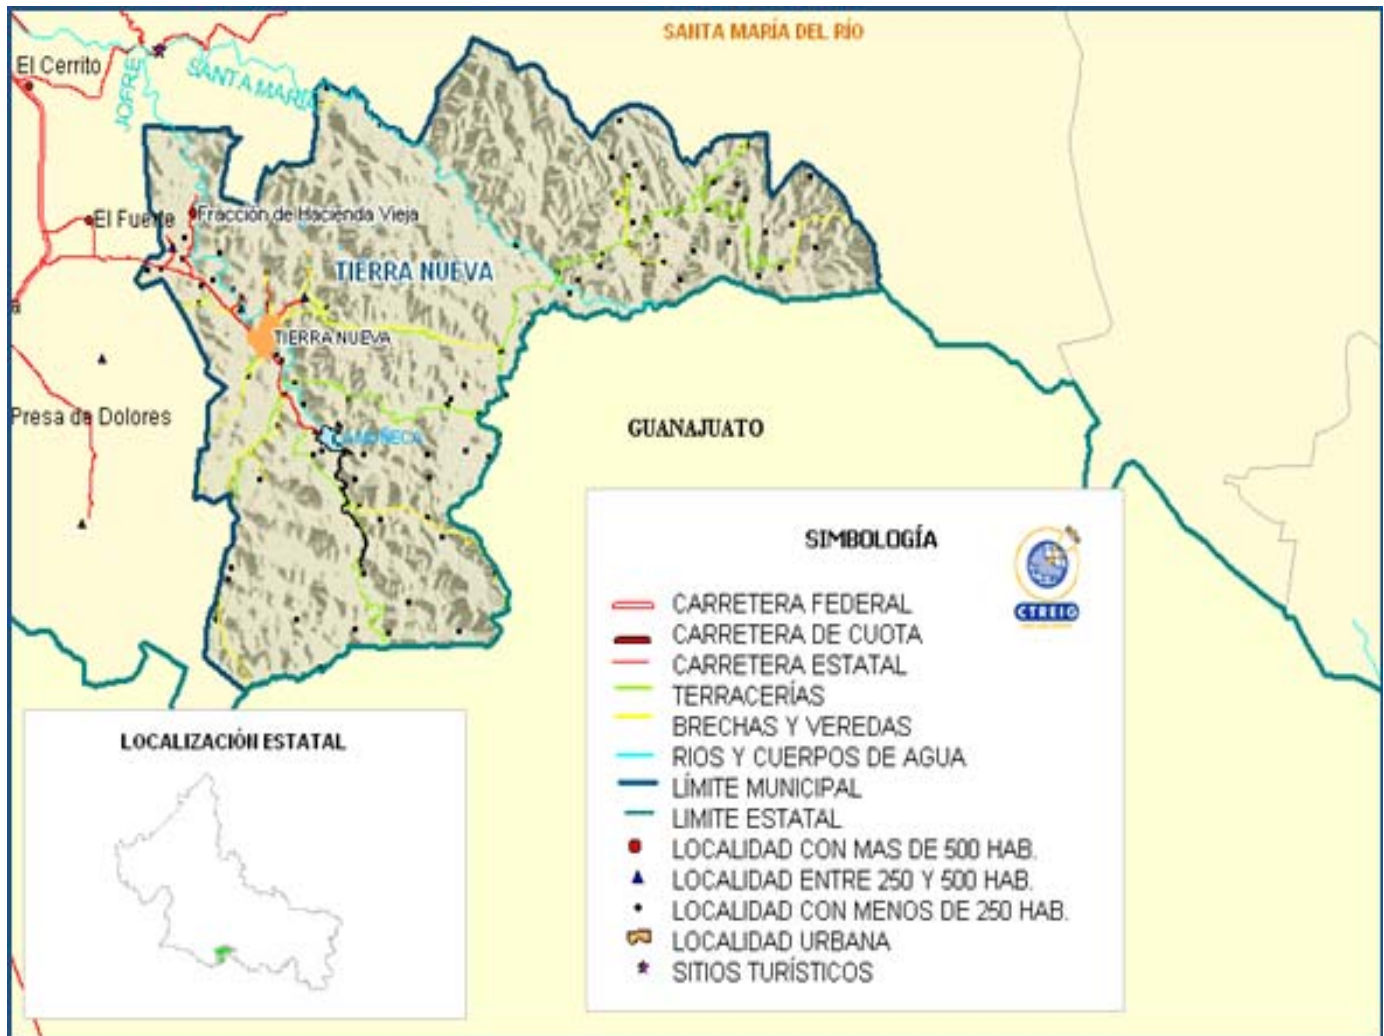 SANTA MARÍA DEL RÍO
El Cerrito
JOFRE
SANTA MARÍA
El Fuerte
Fracción de Hacienda Vieja
TIERRA NUEVA
TIERRA NUEVA
a
Presa de Dolores
GUANAJUATO
SIMBOLOGÍA
CTREIG
CARRETERA FEDERAL
CARRETERA DE CUOTA
CARRETERA ESTATAL
TERRACERÍAS
BRECHAS Y VEREDAS
RIOS Y CUERPOS DE AGUA
LÍMITE MUNICIPAL
LIMITE ESTATAL
LOCALIDAD CON MAS DE 500 HAB.
LOCALIDAD ENTRE 250 Y 500 HAB.
LOCALIDAD CON MENOS DE 250 HAB.
LOCALIDAD URBANA
SITIOS TURÍSTICOS
LOCALIZACIÓN ESTATAL